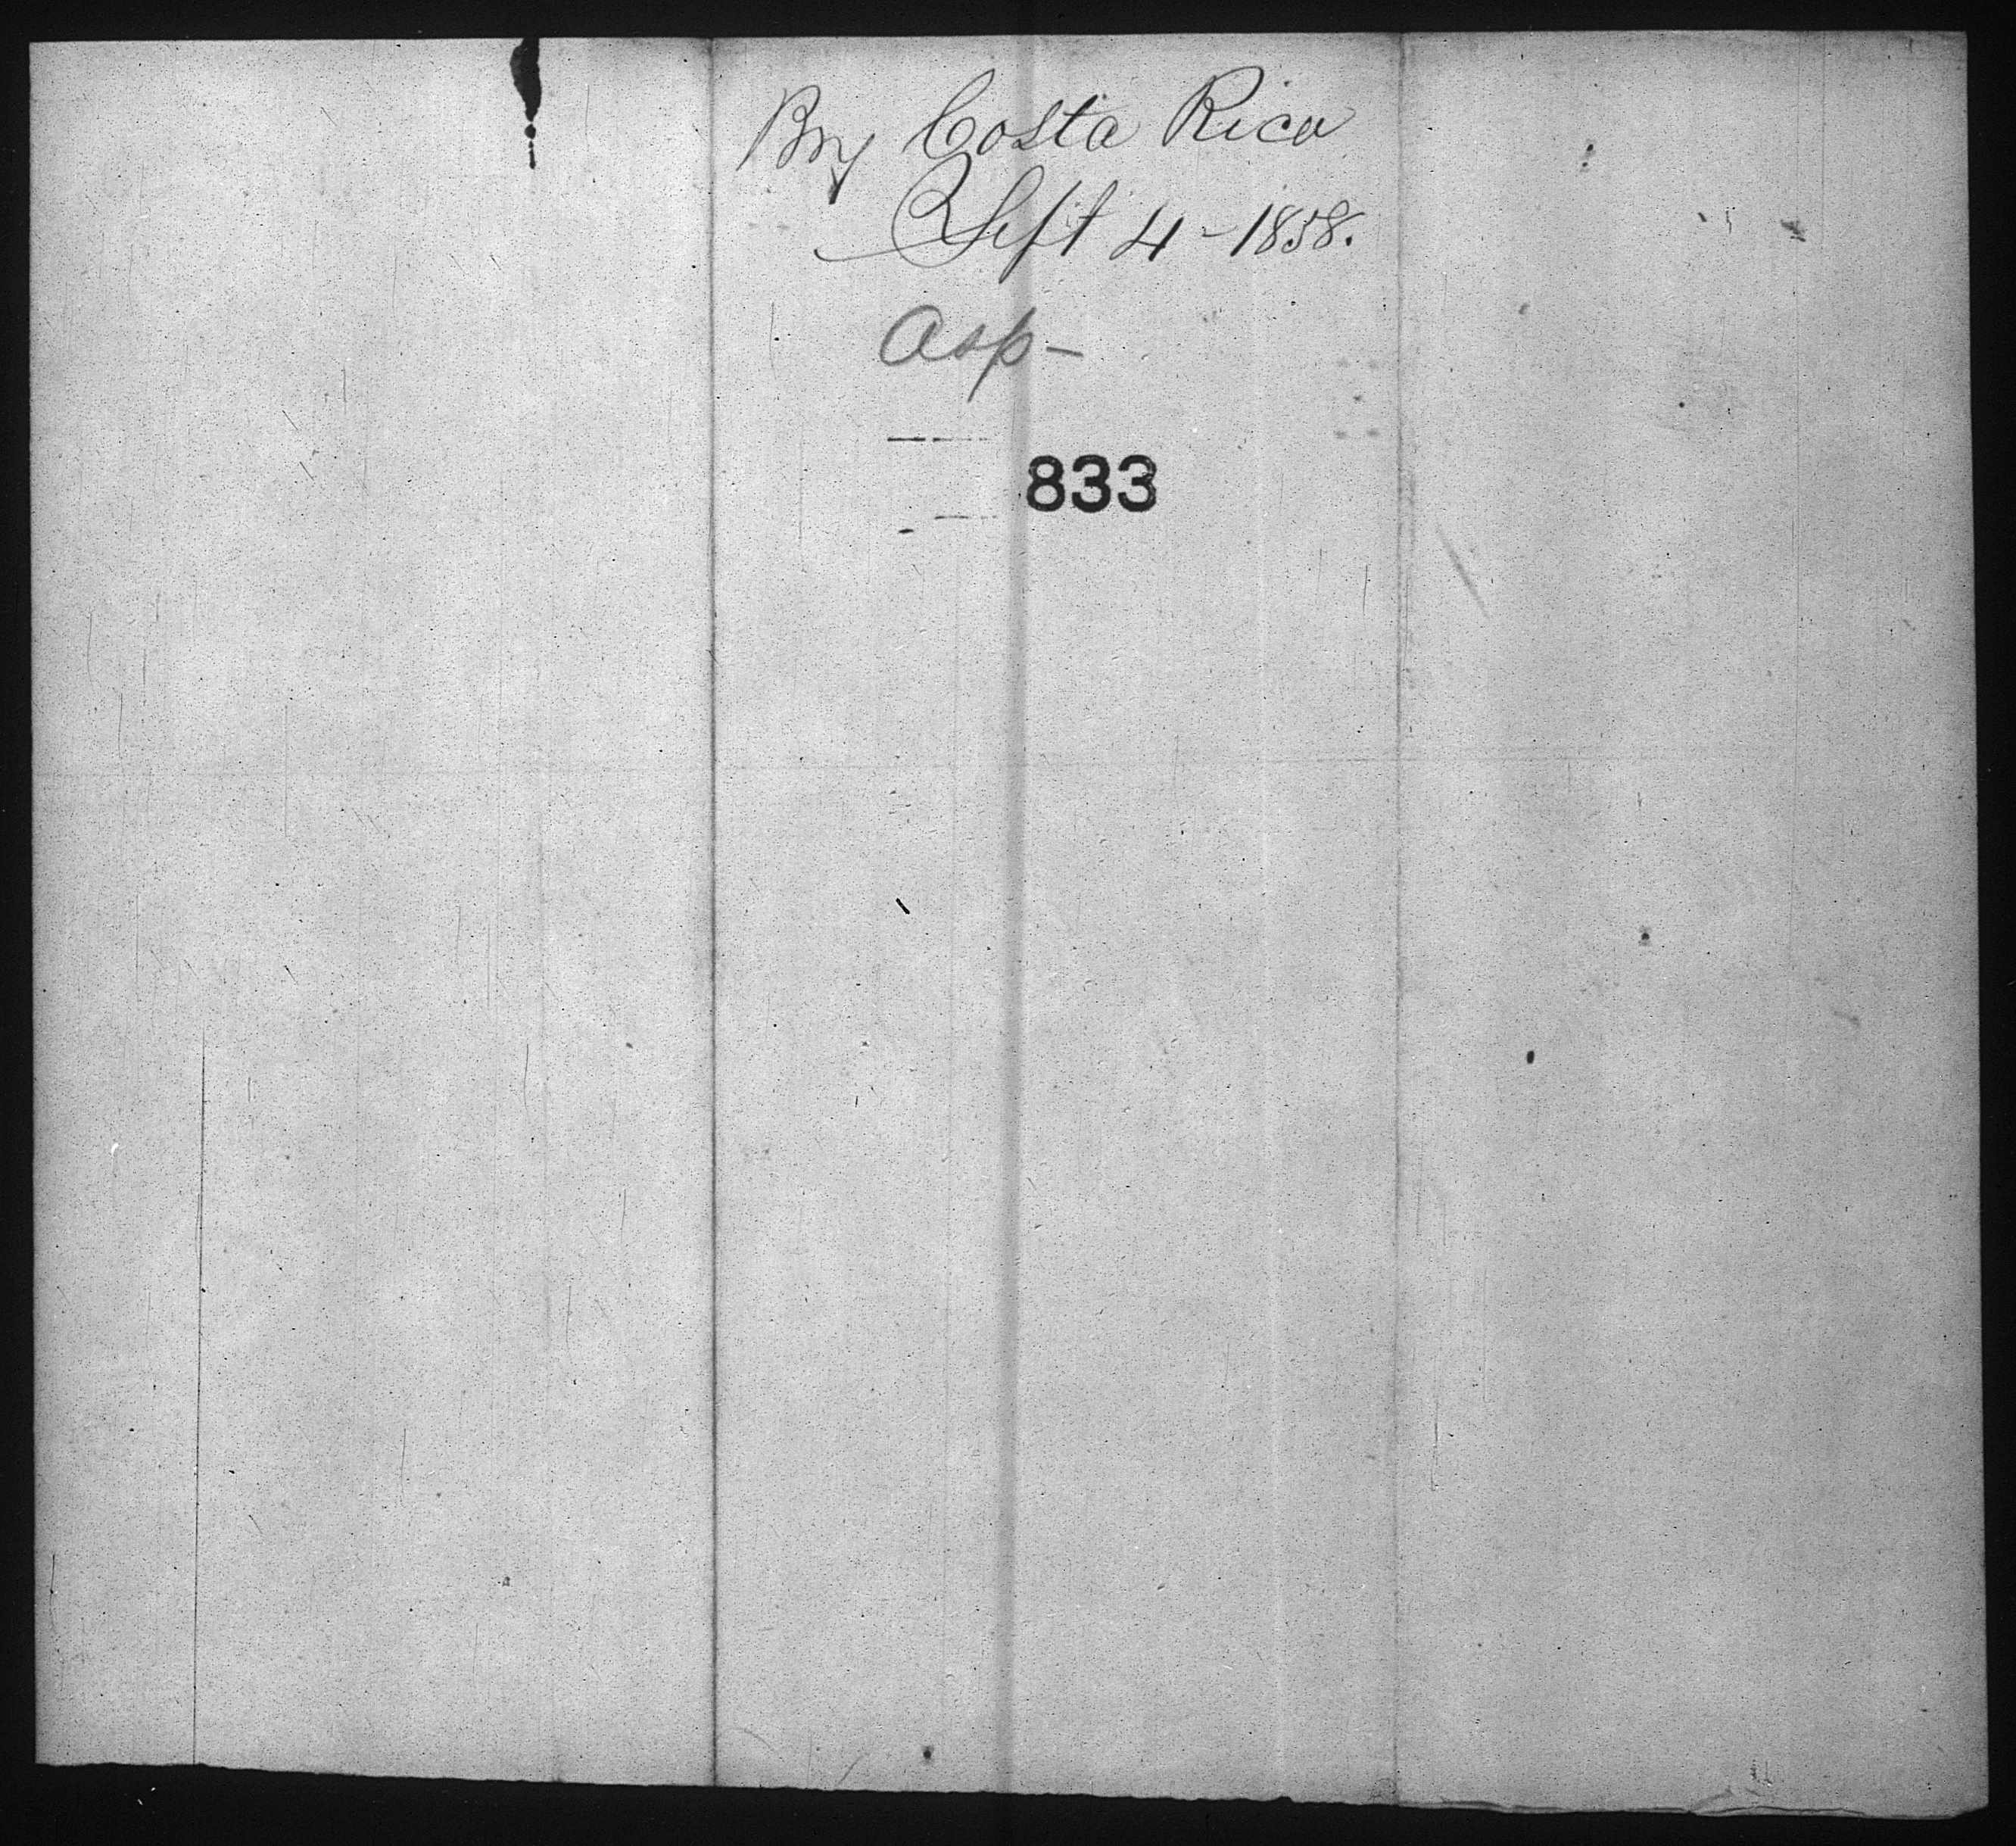 Brig Costa Rica
Sept 4 - 1858.
Asp -
833